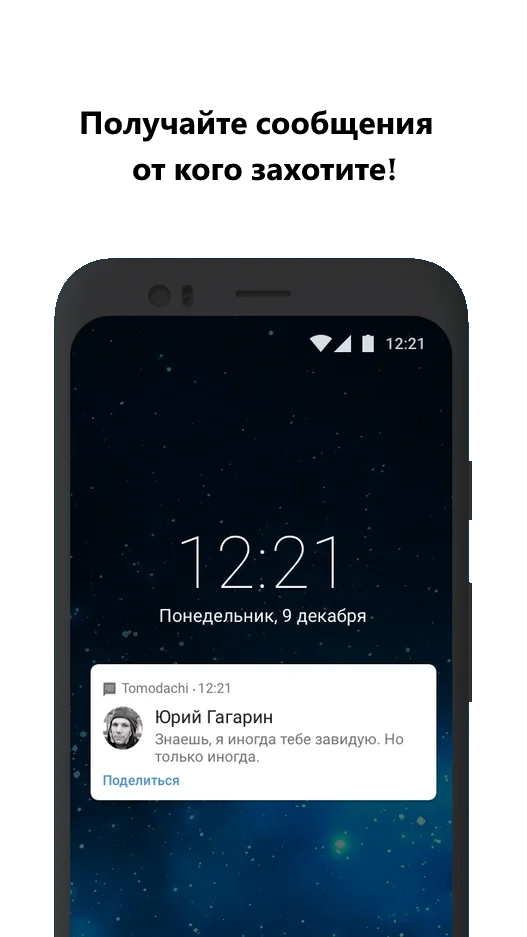 Получайте сообщения
от кого захотите!
12:21
12:21
Понедельник, 9 декабря
Tomodachi · 12:21
Юрий Гагарин
Знаешь, я иногда тебе завидую. Но
только иногда.
Поделиться